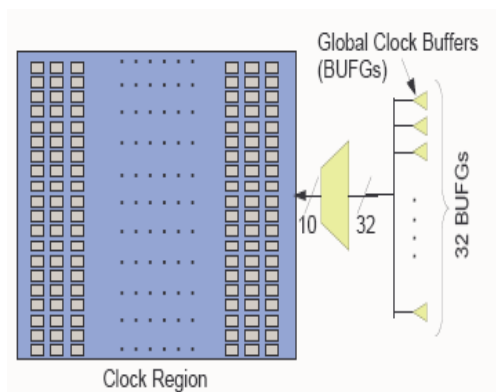 Global Clock Buffers
(BUFGs)
10
32
32 BUFGs
Clock Region